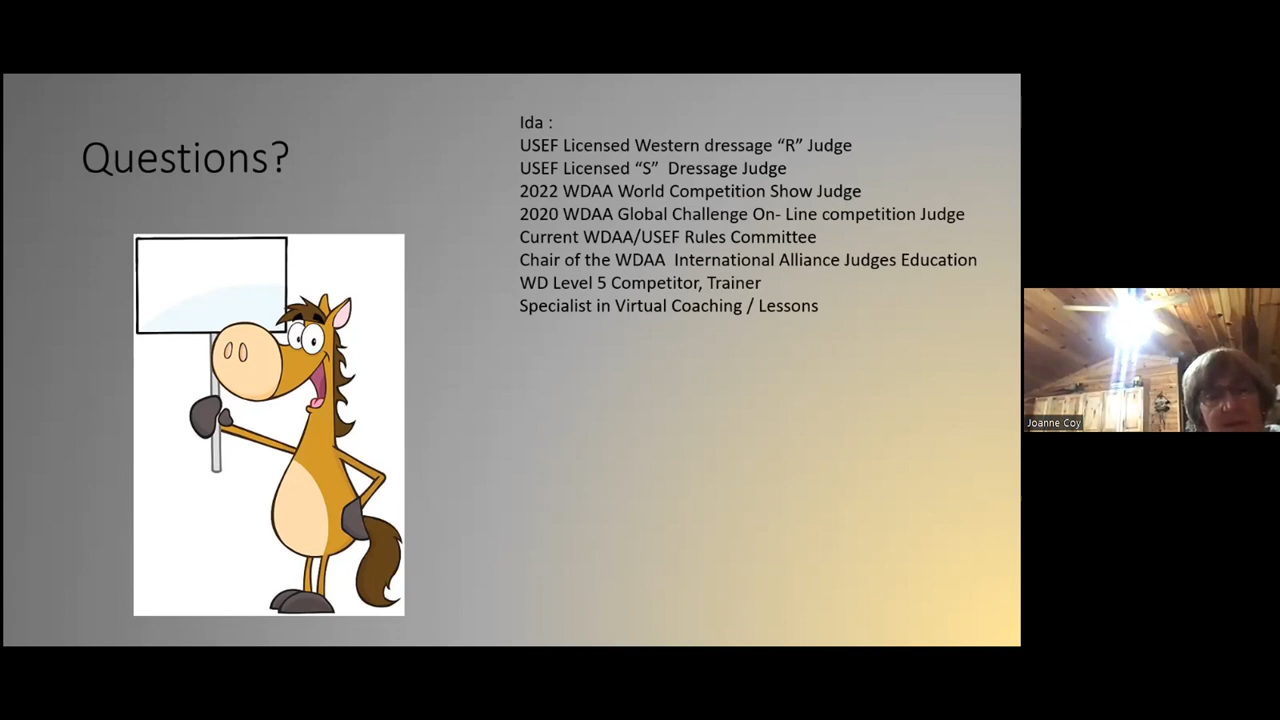 Questions?
Ida :
USEF Licensed Western dressage “R” Judge
USEF Licensed “S”  Dressage Judge
2022 WDAA World Competition Show Judge
2020 WDAA Global Challenge On- Line competition Judge
Current WDAA/USEF Rules Committee
Chair of the WDAA  International Alliance Judges Education
WD Level 5 Competitor, Trainer
Specialist in Virtual Coaching / Lessons
Joanne Coy